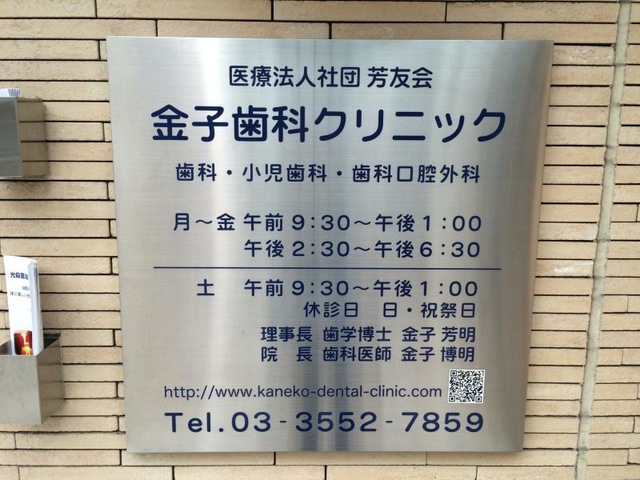 医療法人社団 芳友会
金子歯科クリニック
歯科・小児歯科・歯科口腔外科
月～金 午前 9:30～午後 1:00
午後 2:30～午後 6:30
土 午前 9:30～午後 1:00
休診日 日・祝祭日
理事長 歯学博士 金子 芳明
院 長 歯科医師 金子 博明
http://www.kaneko-dental-clinic.com
Tel.03-3552-7859